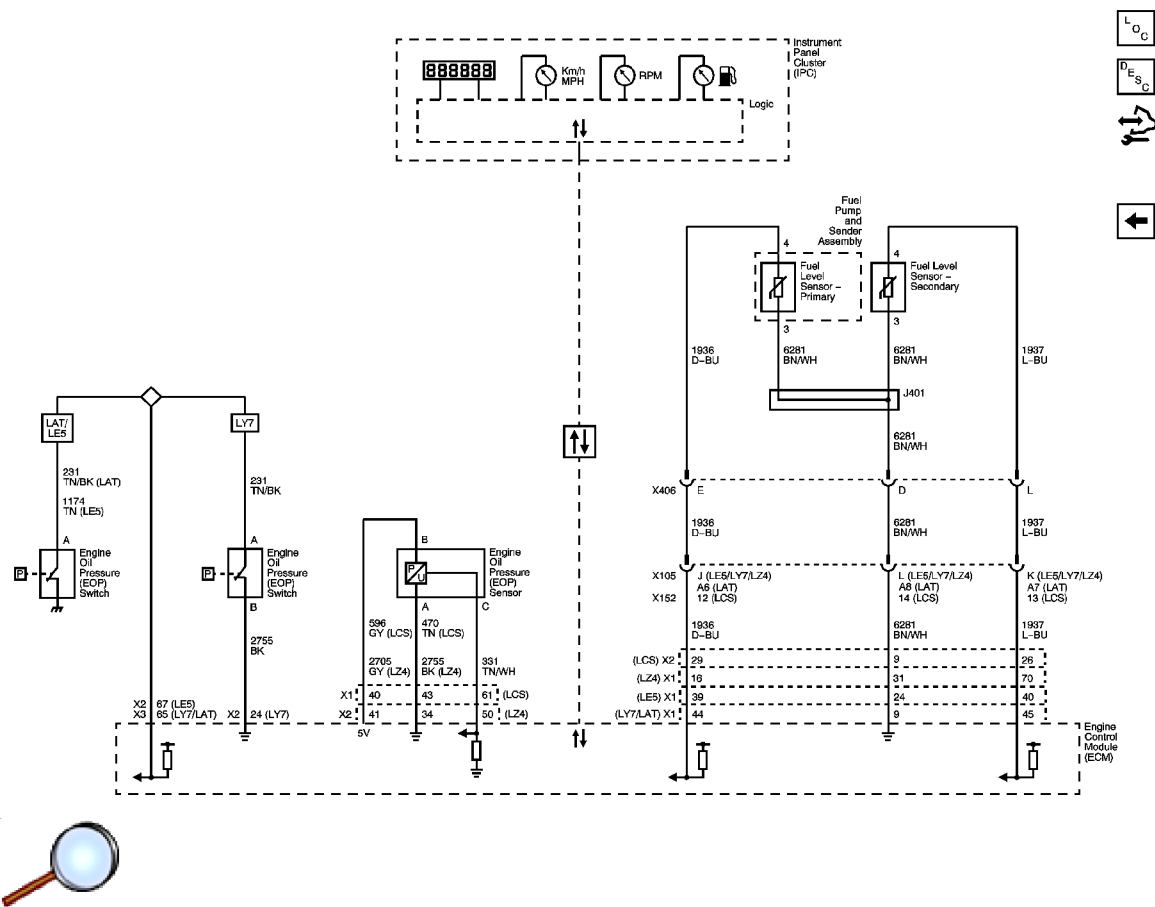 L
O
C
D
E
S
C
Instrument
Panel
Cluster
(IPC)
888888
Km/h
MPH
RPM
Logic
Fuel
Pump
and
Sender
Assembly
4
Fuel
Level
Sensor –
Primary
3
4
Fuel Level
Sensor –
Secondary
3
1936
D–BU
6281
BN/WH
6281
BN/WH
1937
L–BU
J401
6281
BN/WH
X406 E D L
1936
D–BU
6281
BN/WH
1937
L–BU
X105 J (LE5/LY7/LZ4) L (LE5/LY7/LZ4) K (LE5/LY7/LZ4)
A6 (LAT) A8 (LAT) A7 (LAT)
X152 12 (LCS) 14 (LCS) 13 (LCS)
1936
D–BU
6281
BN/WH
1937
L–BU
(LCS) X2 29 9 26
(LZ4) X1 16 31 70
(LE5) X1 39 24 40
(LY7/LAT) X1 44 9 45
LAT/
LE5
LY7
231
TN/BK (LAT)
1174
TN (LE5)
231
TN/BK
A
P
Engine
Oil
Pressure
(EOP)
Switch
A
P
Engine
Oil
Pressure
(EOP)
Switch
B
2755
BK
B
P
U
Engine
Oil
Pressure
(EOP)
Sensor
A
C
596
GY (LCS)
470
TN (LCS)
2705
GY (LZ4)
2755
BK (LZ4)
331
TN/WH
X1 40 43 61 (LCS)
X2 41 34 50 (LZ4)
X2 67 (LE5)
X3 65 (LY7/LAT)
X2 24 (LY7)
5V
Engine
Control
Module
(ECM)